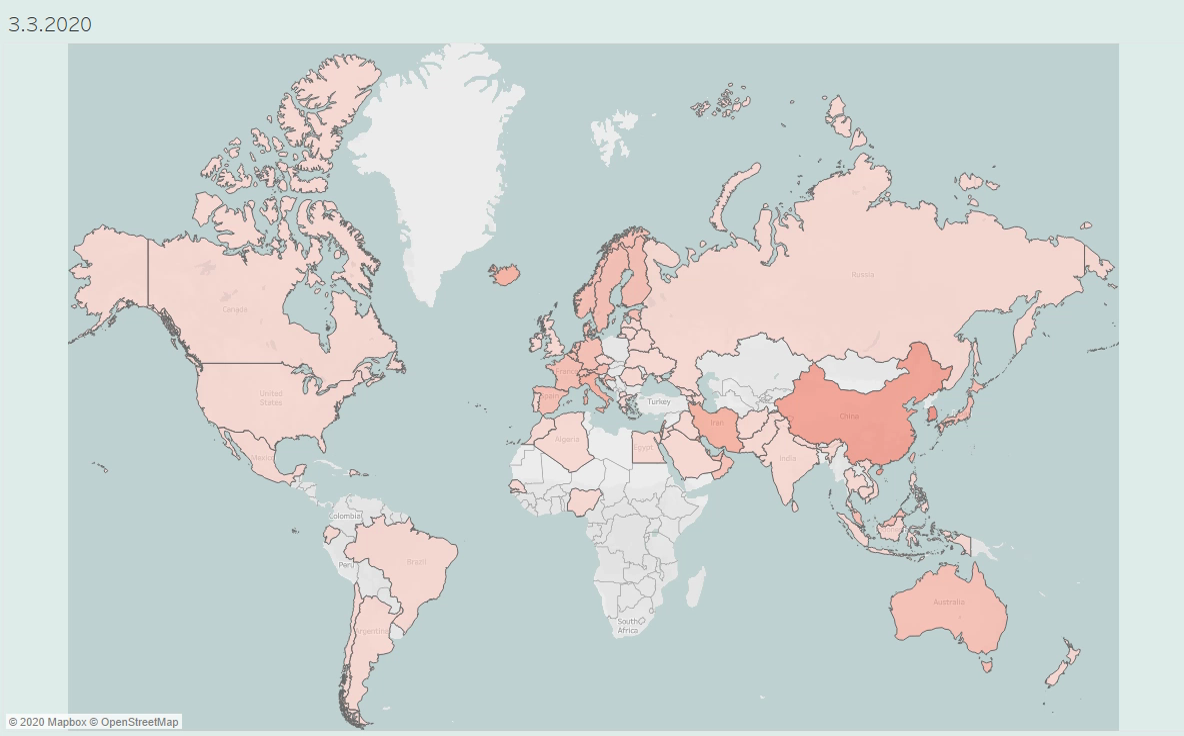 3.3.2020
Russia
Canada
United
States
France
Spain
Turkey
China
Iran
Algeria
Egypt
Mexico
India
Colombia
Peru
Brazil
Australia
Argentina
South
Africa
© 2020 Mapbox © OpenStreetMap